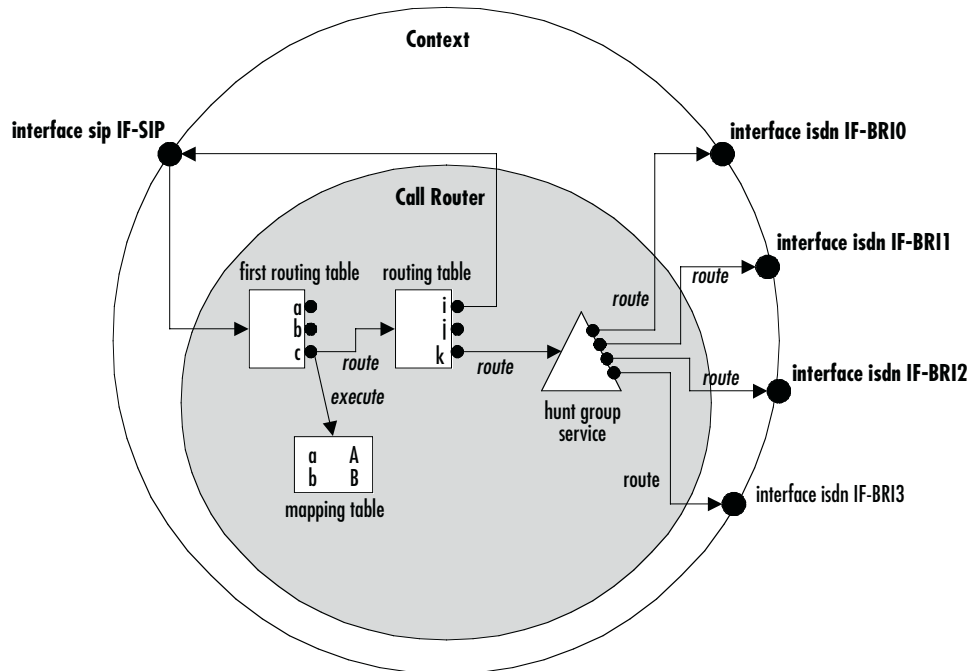 Context
interface sip IF-SIP
interface isdn IF-BRI0
Call Router
interface isdn IF-BRI1
first routing table
routing table
a
b
c
i
j
k
route
route
route
route
route
execute
hunt group
service
interface isdn IF-BRI2
a A
b B
mapping table
route
interface isdn IF-BRI3